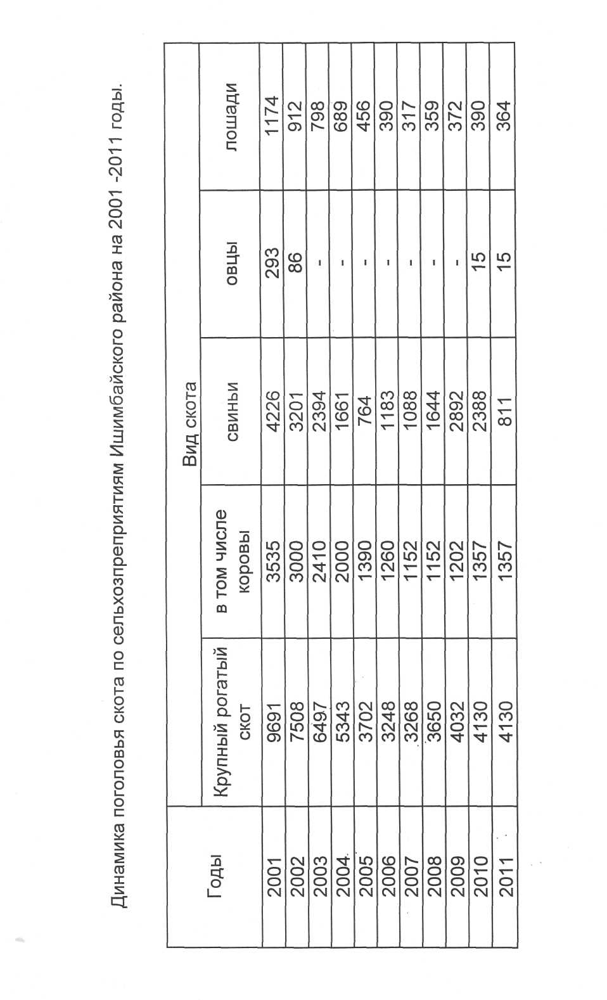 Динамика поголовья скота по сельхозпреприятиям Ишимбайского района на 2001 -2011 годы.
Годы Вид скота
Крупный рогатый скот в том числе коровы свиньи овцы лошади
2001 9691 3535 4226 293 1174
2002 7508 3000 3201 86 912
2003 6497 2410 2394 - 798
2004 5343 2000 1661 - 689
2005 3702 1390 764 - 456
2006 3248 1260 1183 - 390
2007 3268 1152 1088 - 317
2008 3650 1152 1644 - 359
2009 4032 1202 2892 - 372
2010 4130 1357 2388 15 390
2011 4130 1357 811 15 364